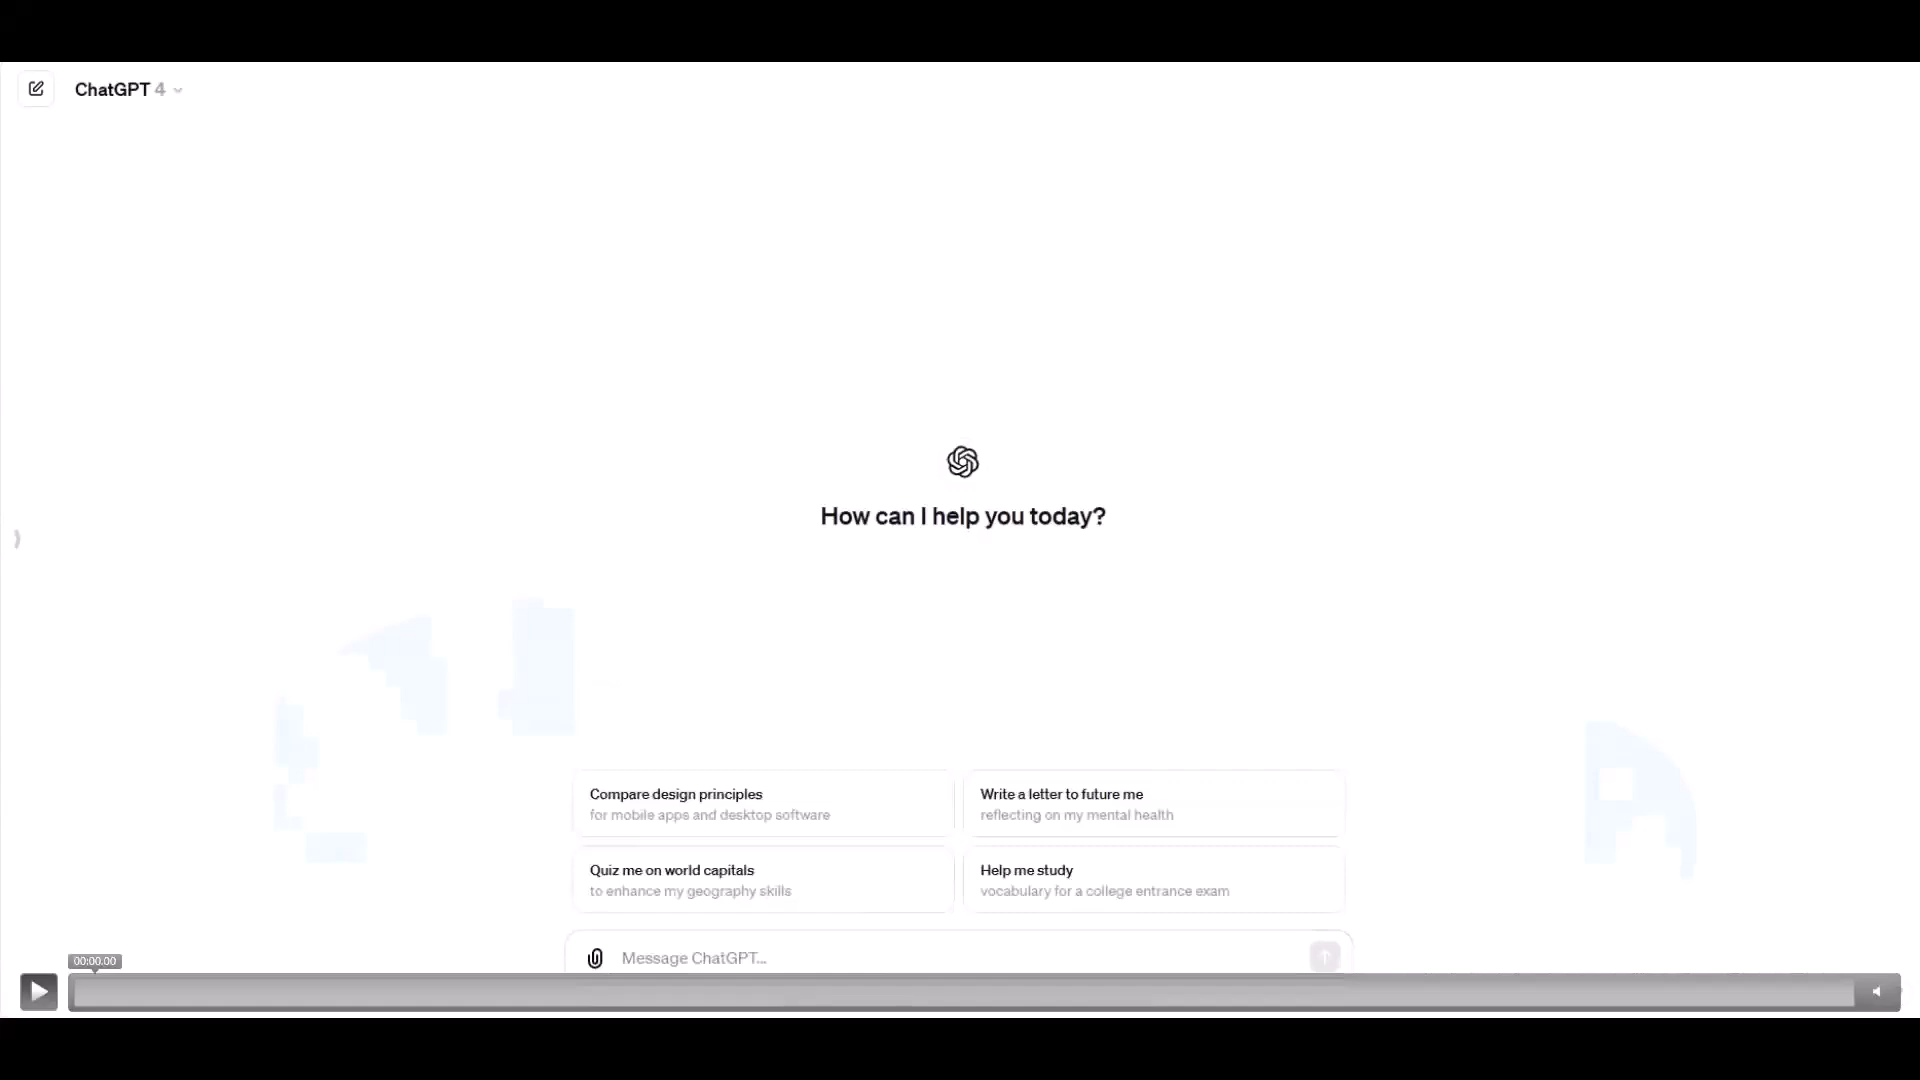 ChatGPT 4
How can I help you today?
Compare design principles
for mobile apps and desktop software
Write a letter to future me
reflecting on my mental health
Quiz me on world capitals
to enhance my geography skills
Help me study
vocabulary for a college entrance exam
Message ChatGPT...
00:00.00